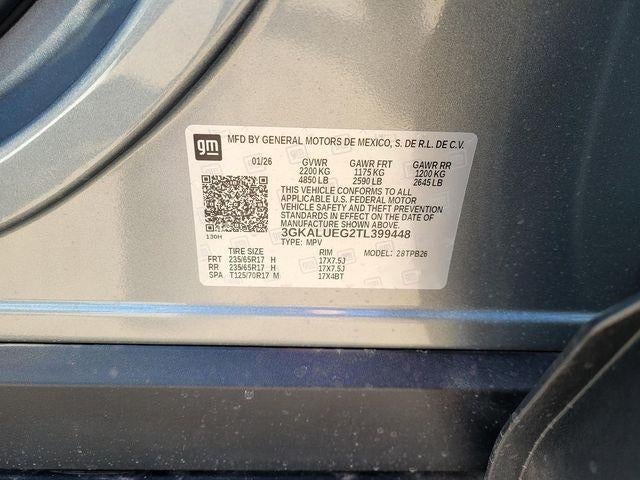 gm MFD BY GENERAL MOTORS DE MEXICO, S. DE R.L. DE C.V.
01/26 GVWR GAWR FRT GAWR RR
2200 KG 1175 KG 1200 KG
4850 LB 2590 LB 2645 LB
THIS VEHICLE CONFORMS TO ALL
APPLICABLE U.S. FEDERAL MOTOR
VEHICLE SAFETY AND THEFT PREVENTION
STANDARDS IN EFFECT ON THE DATE OF
MANUFACTURE SHOWN ABOVE.
130H 3GKALUEG2TL399448
TYPE: MPV MODEL: 28TPB26
TIRE SIZE RIM
FRT 235/65R17 H 17X7.5J
RR 235/65R17 H 17X7.5J
SPA T125/70R17 M 17X4BT